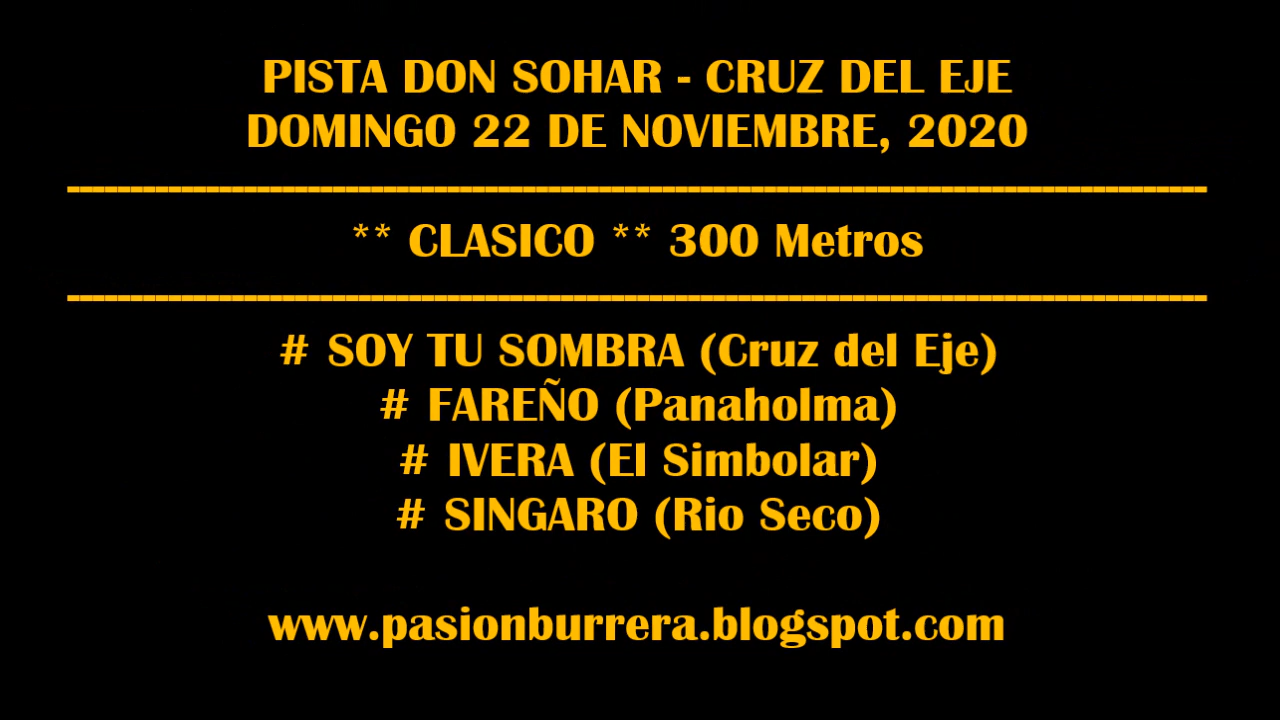 PISTA DON SOHAR - CRUZ DEL EJE
DOMINGO 22 DE NOVIEMBRE, 2020
** CLASICO ** 300 Metros
# SOY TU SOMBRA (Cruz del Eje)
# FAREÑO (Panaholma)
# IVERA (El Simbolar)
# SINGARO (Rio Seco)
www.pasionburrera.blogspot.com